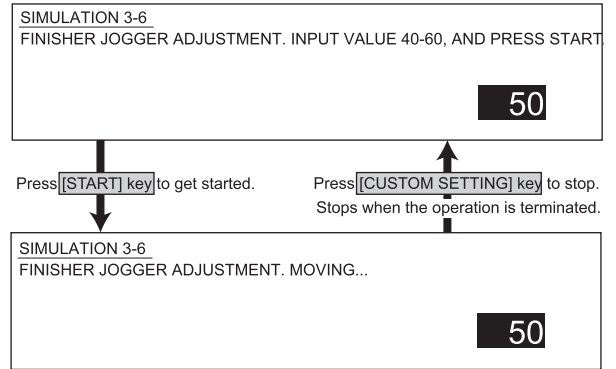 SIMULATION 3-6
FINISHER JOGGER ADJUSTMENT. INPUT VALUE 40-60, AND PRESS START.
50
Press [START] key to get started.
Press [CUSTOM SETTING] key to stop.
Stops when the operation is terminated.
SIMULATION 3-6
FINISHER JOGGER ADJUSTMENT. MOVING...
50